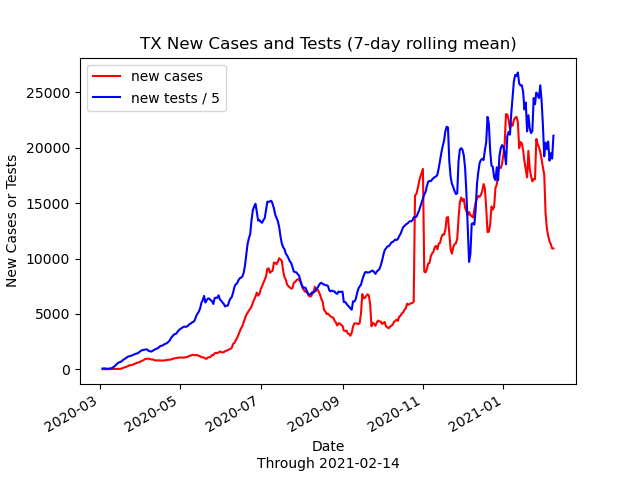 TX New Cases and Tests (7-day rolling mean)
new cases
new tests / 5
New Cases or Tests
25000
20000
15000
10000
5000
0
2020-03
2020-05
2020-07
2020-09
2020-11
2021-01
Date
Through 2021-02-14